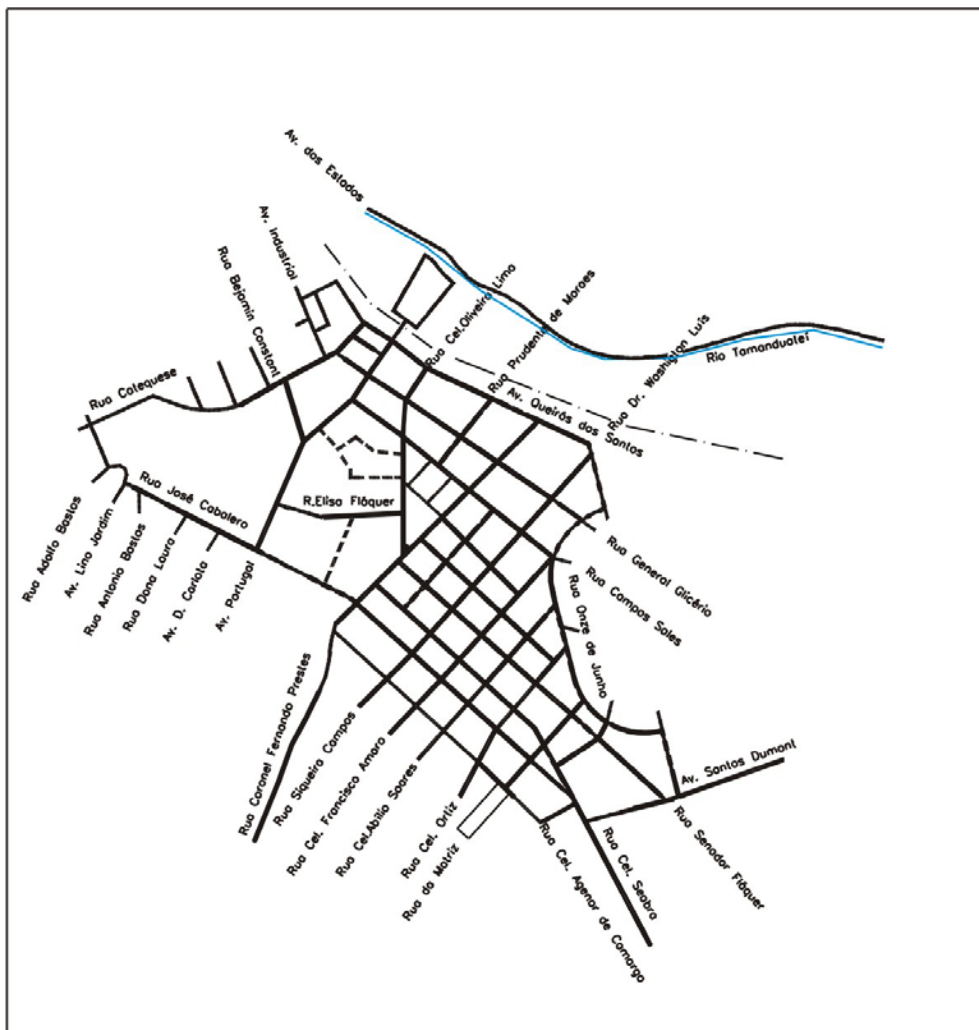 Av. dos Estados
Av. Industrial
Rua Bejamin Constant
Rua Cel.Oliveira Lima
Rua Prudente de Moraes
Rua Dr. Washigton Luís
Rio Tamanduateí
Rua Catequese
Av. Queirós dos Santos
Rua José Cabalero
R.Elisa Fláquer
Rua Adolfo Bastos
Av. Lino Jardim
Rua Antonio Bastos
Rua Dona Laura
Av. D. Carlota
Av. Portugal
Rua General Glicério
Rua Campos Sales
Rua Onze de Junho
Rua Coronel Fernando Prestes
Rua Siqueira Campos
Rua Cel. Francisco Amaro
Rua Cel.Abílio Soares
Rua Cel. Ortiz
Rua da Matriz
Av. Santos Dumont
Rua Senador Fláquer
Rua Cel. Seabra
Rua Cel. Agenor de Camargo